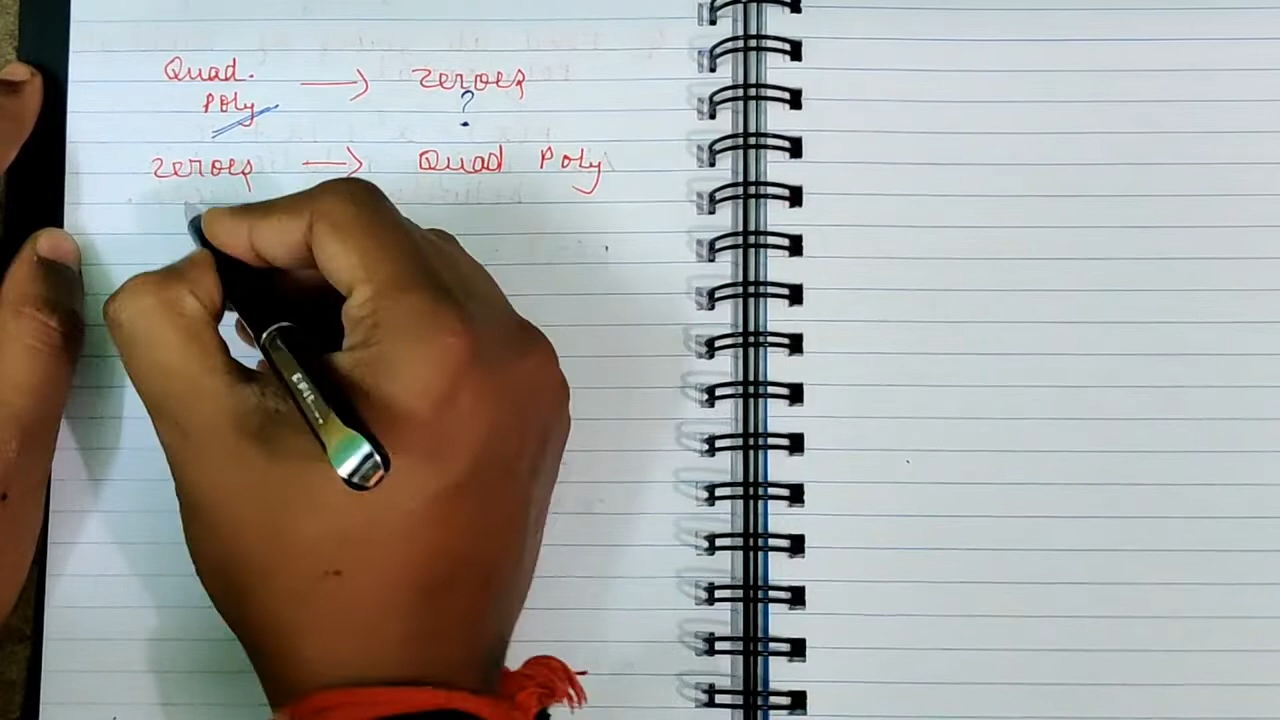 Quad. → zeroes
Poly ?
zeroes → Quad Poly